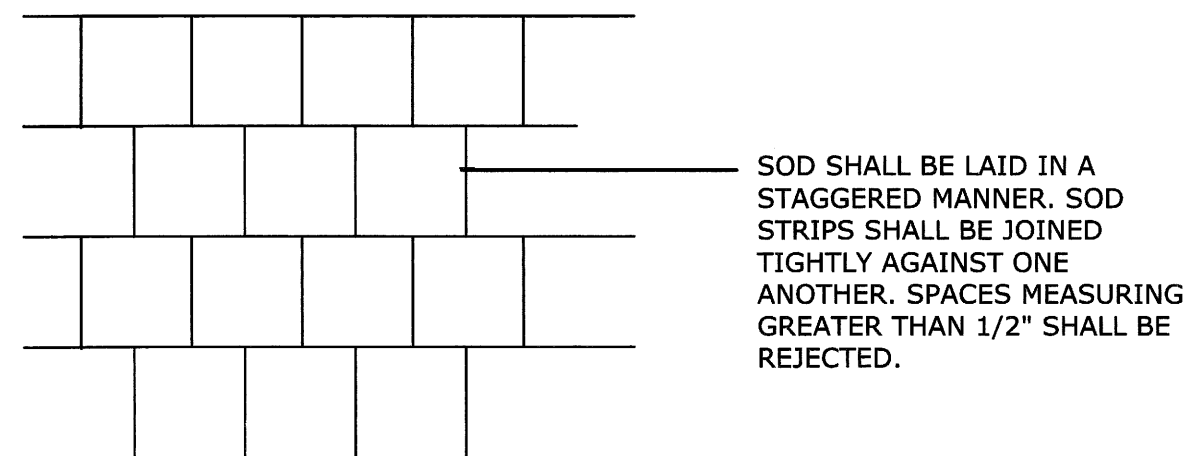 SOD SHALL BE LAID IN A
STAGGERED MANNER. SOD
STRIPS SHALL BE JOINED
TIGHTLY AGAINST ONE
ANOTHER. SPACES MEASURING
GREATER THAN 1/2" SHALL BE
REJECTED.